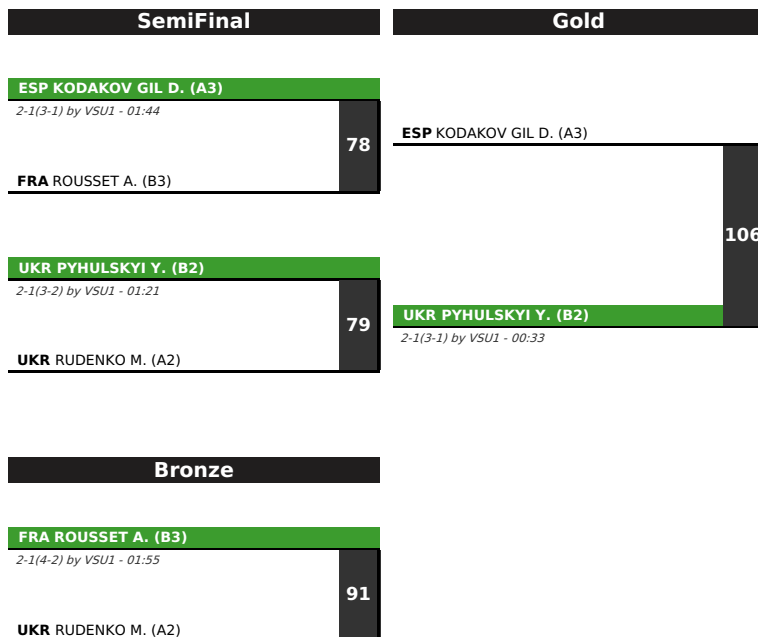 SemiFinal
Gold
ESP KODAKOV GIL D. (A3)
2-1(3-1) by VSU1 - 01:44
78
FRA ROUSSET A. (B3)
UKR PYHULSKYI Y. (B2)
2-1(3-2) by VSU1 - 01:21
79
UKR RUDENKO M. (A2)
ESP KODAKOV GIL D. (A3)
106
UKR PYHULSKYI Y. (B2)
2-1(3-1) by VSU1 - 00:33
Bronze
FRA ROUSSET A. (B3)
2-1(4-2) by VSU1 - 01:55
91
UKR RUDENKO M. (A2)